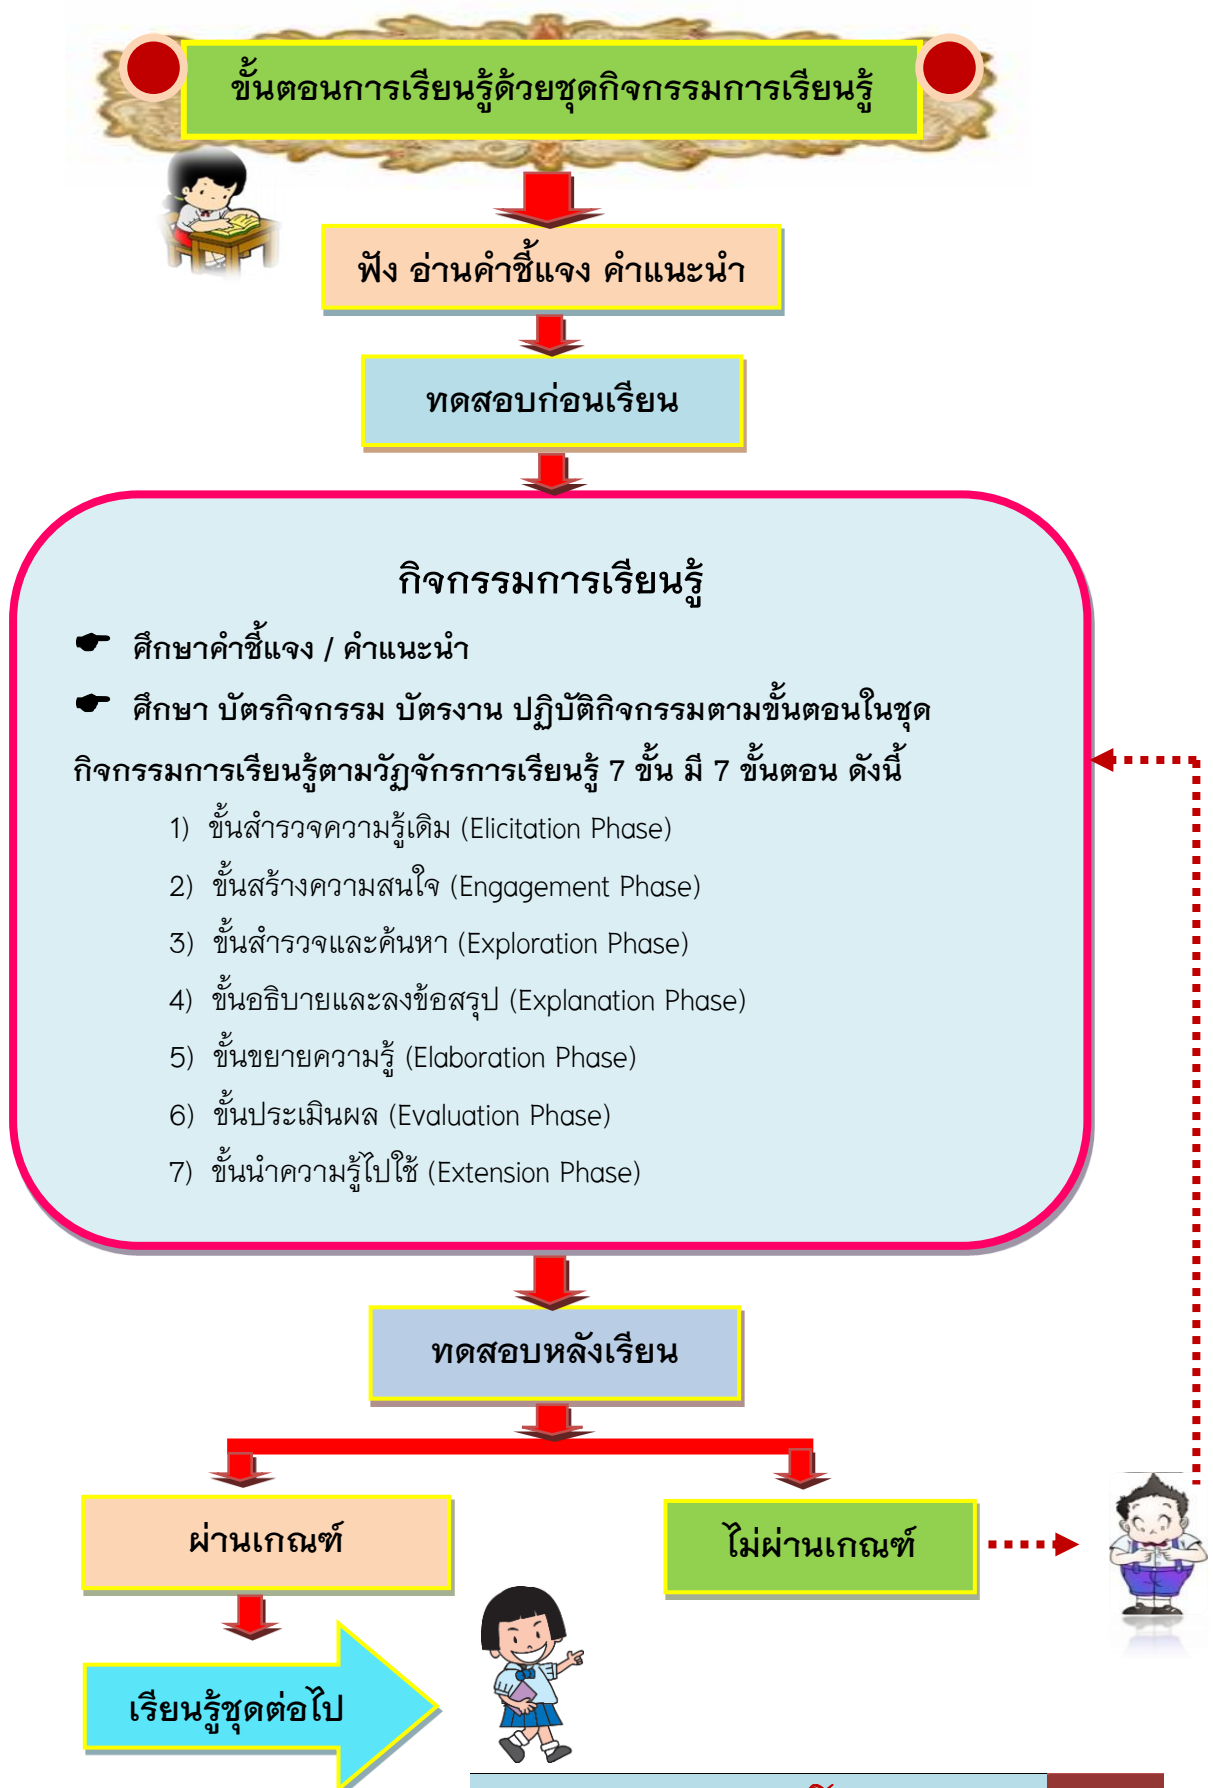 ขั้นตอนการเรียนรู้ด้วยชุดกิจกรรมการเรียนรู้
ฟัง อ่านคำชี้แจง คำแนะนำ
ทดสอบก่อนเรียน
กิจกรรมการเรียนรู้
ศึกษาคำชี้แจง / คำแนะนำ
ศึกษา บัตรกิจกรรม บัตรงาน ปฏิบัติกิจกรรมตามขั้นตอนในชุด
กิจกรรมการเรียนรู้ตามวัฏจักรการเรียนรู้ 7 ขั้น มี 7 ขั้นตอน ดังนี้
1) ขั้นสำรวจความรู้เดิม (Elicitation Phase)
2) ขั้นสร้างความสนใจ (Engagement Phase)
3) ขั้นสำรวจและค้นหา (Exploration Phase)
4) ขั้นอธิบายและลงข้อสรุป (Explanation Phase)
5) ขั้นขยายความรู้ (Elaboration Phase)
6) ขั้นประเมินผล (Evaluation Phase)
7) ขั้นนำความรู้ไปใช้ (Extension Phase)
ทดสอบหลังเรียน
ผ่านเกณฑ์
ไม่ผ่านเกณฑ์
เรียนรู้ชุดต่อไป